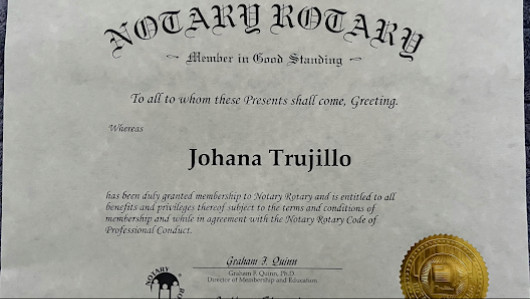 NOTARY ROTARY
~ Member in Good Standing ~
To all to whom these Presents shall come, Greeting.
Whereas
Johana Trujillo
has been duly granted membership to Notary Rotary and is entitled to all
benefits and privileges thereof subject to the terms and conditions of
membership and while in agreement with the Notary Rotary Code of
Professional Conduct.
Graham P. Quinn
Graham P. Quinn, Ph.D
Director of Membership and Education
NOTARY